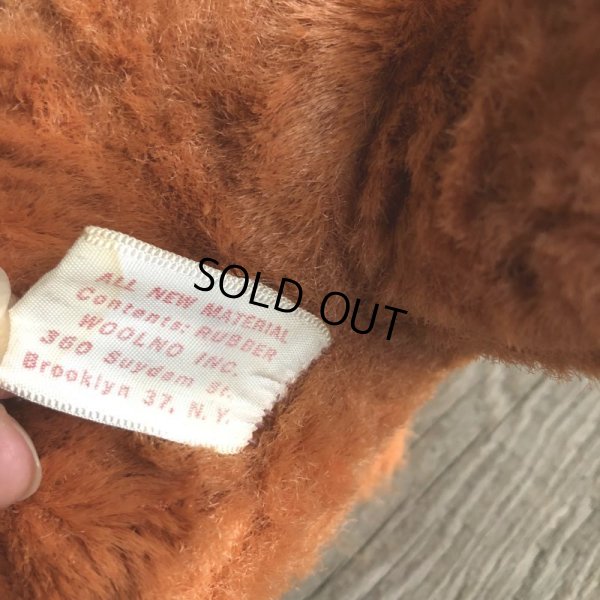 ALL NEW MATERIAL
Contents: RUBBER
WOOLNO INC.
360 Suydam St.
Brooklyn 37, N.Y.
SOLD OUT